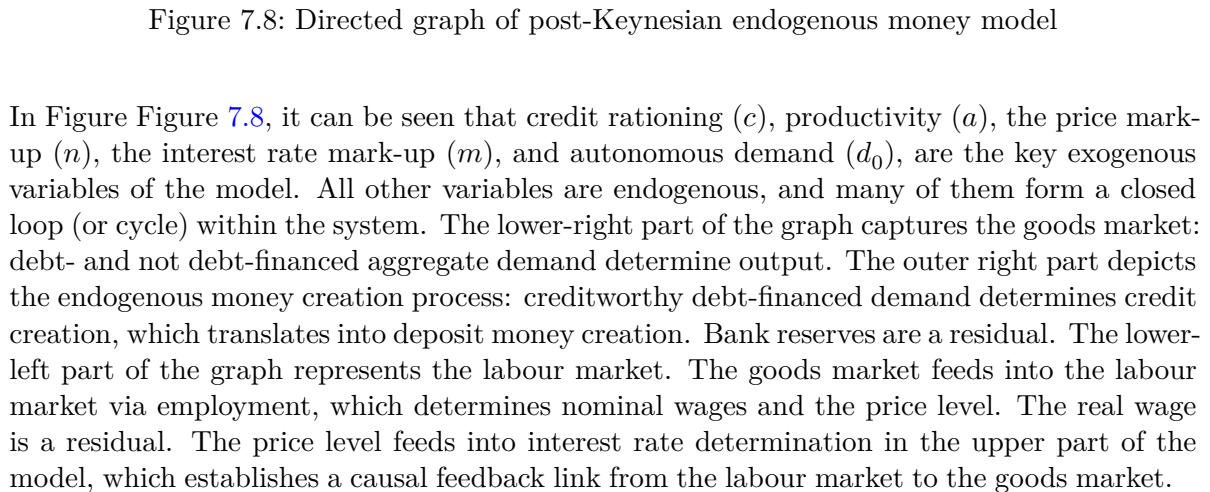 Figure 7.8: Directed graph of post-Keynesian endogenous money model
In Figure Figure 7.8, it can be seen that credit rationing (c), productivity (a), the price mark-
up (n), the interest rate mark-up (m), and autonomous demand (d₀), are the key exogenous
variables of the model. All other variables are endogenous, and many of them form a closed
loop (or cycle) within the system. The lower-right part of the graph captures the goods market:
debt- and not debt-financed aggregate demand determine output. The outer right part depicts
the endogenous money creation process: creditworthy debt-financed demand determines credit
creation, which translates into deposit money creation. Bank reserves are a residual. The lower-
left part of the graph represents the labour market. The goods market feeds into the labour
market via employment, which determines nominal wages and the price level. The real wage
is a residual. The price level feeds into interest rate determination in the upper part of the
model, which establishes a causal feedback link from the labour market to the goods market.